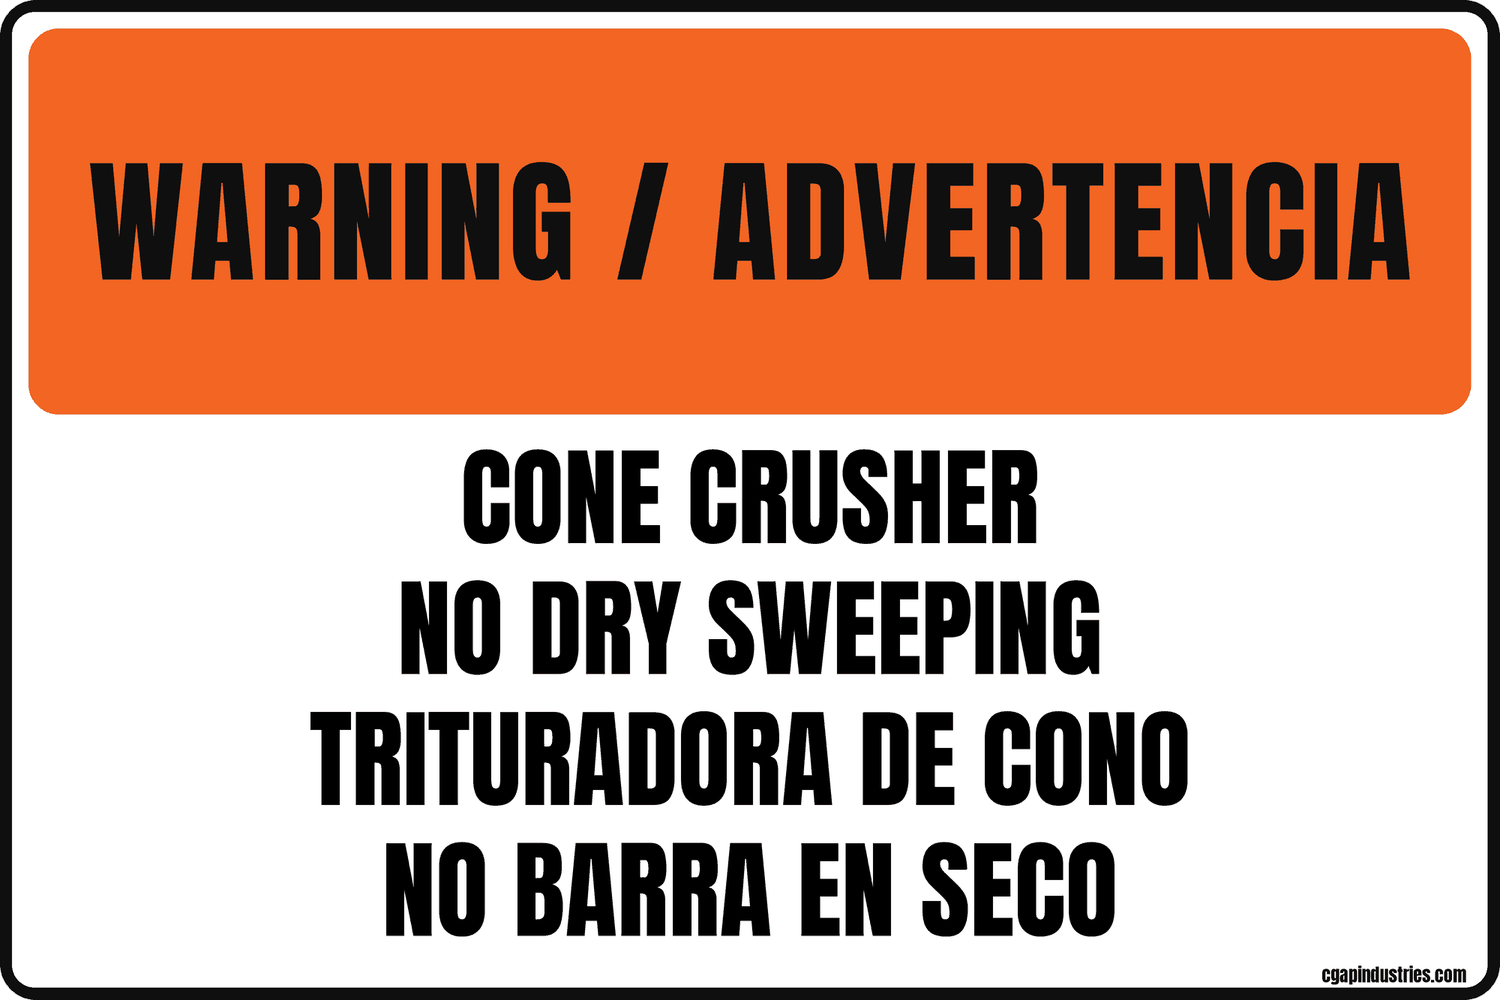 WARNING / ADVERTENCIA
CONE CRUSHER
NO DRY SWEEPING
TRITURADORA DE CONO
NO BARRA EN SECO
cgapindustries.com